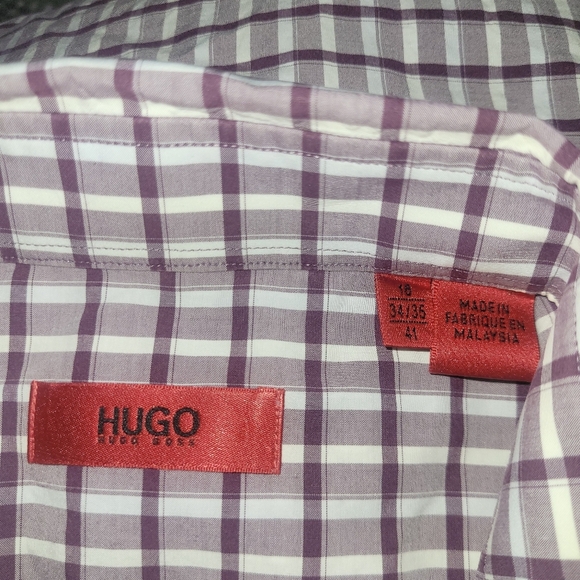 16
34/35
41
MADE IN
FABRIQUE EN
MALAYSIA
HUGO
HUGO BOSS